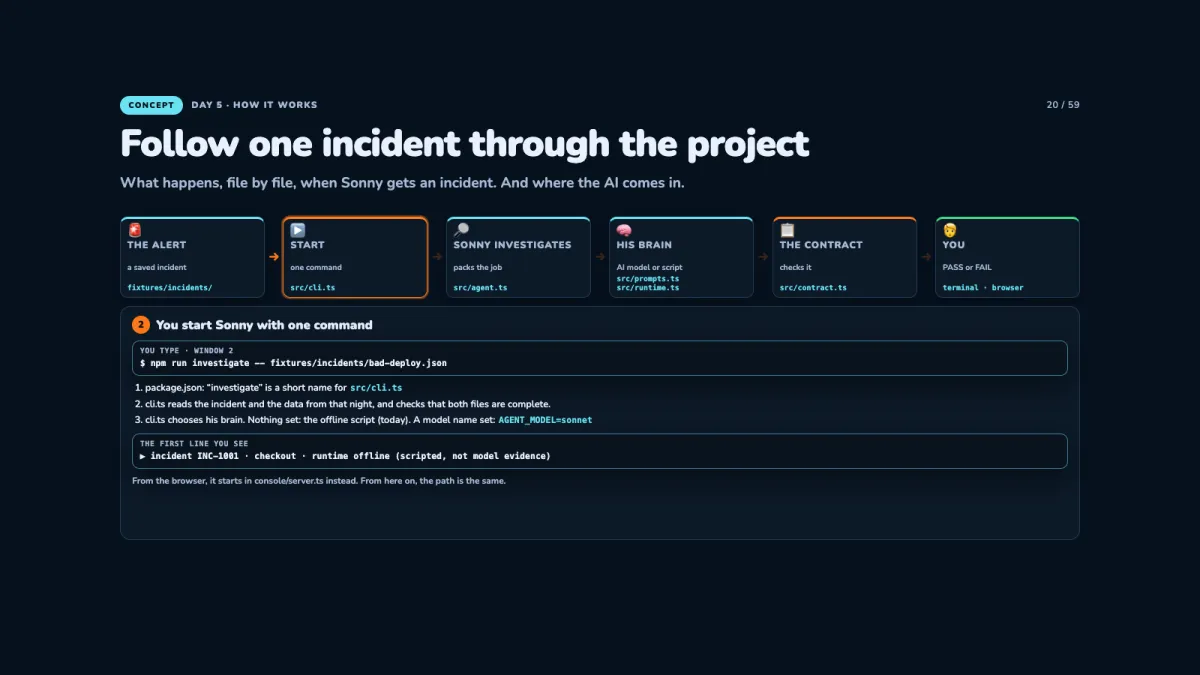 CONCEPT DAY 5 · HOW IT WORKS 20 / 59
Follow one incident through the project
What happens, file by file, when Sonny gets an incident. And where the AI comes in.
THE ALERT
a saved incident
fixtures/incidents/
START
one command
src/cli.ts
SONNY INVESTIGATES
packs the job
src/agent.ts
HIS BRAIN
AI model or script
src/prompts.ts
src/runtime.ts
THE CONTRACT
checks it
src/contract.ts
YOU
PASS or FAIL
terminal · browser
2 You start Sonny with one command
YOU TYPE · WINDOW 2
$ npm run investigate -- fixtures/incidents/bad-deploy.json
1. package.json: "investigate" is a short name for src/cli.ts
2. cli.ts reads the incident and the data from that night, and checks that both files are complete.
3. cli.ts chooses his brain. Nothing set: the offline script (today). A model name set: AGENT_MODEL=sonnet
THE FIRST LINE YOU SEE
▶ incident INC-1001 · checkout · runtime offline (scripted, not model evidence)
From the browser, it starts in console/server.ts instead. From here on, the path is the same.